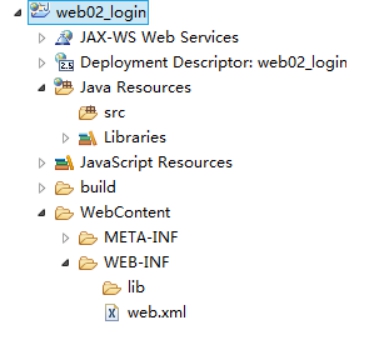 web02_login
JAX-WS Web Services
Deployment Descriptor: web02_login
Java Resources
src
Libraries
JavaScript Resources
build
WebContent
META-INF
WEB-INF
lib
web.xml